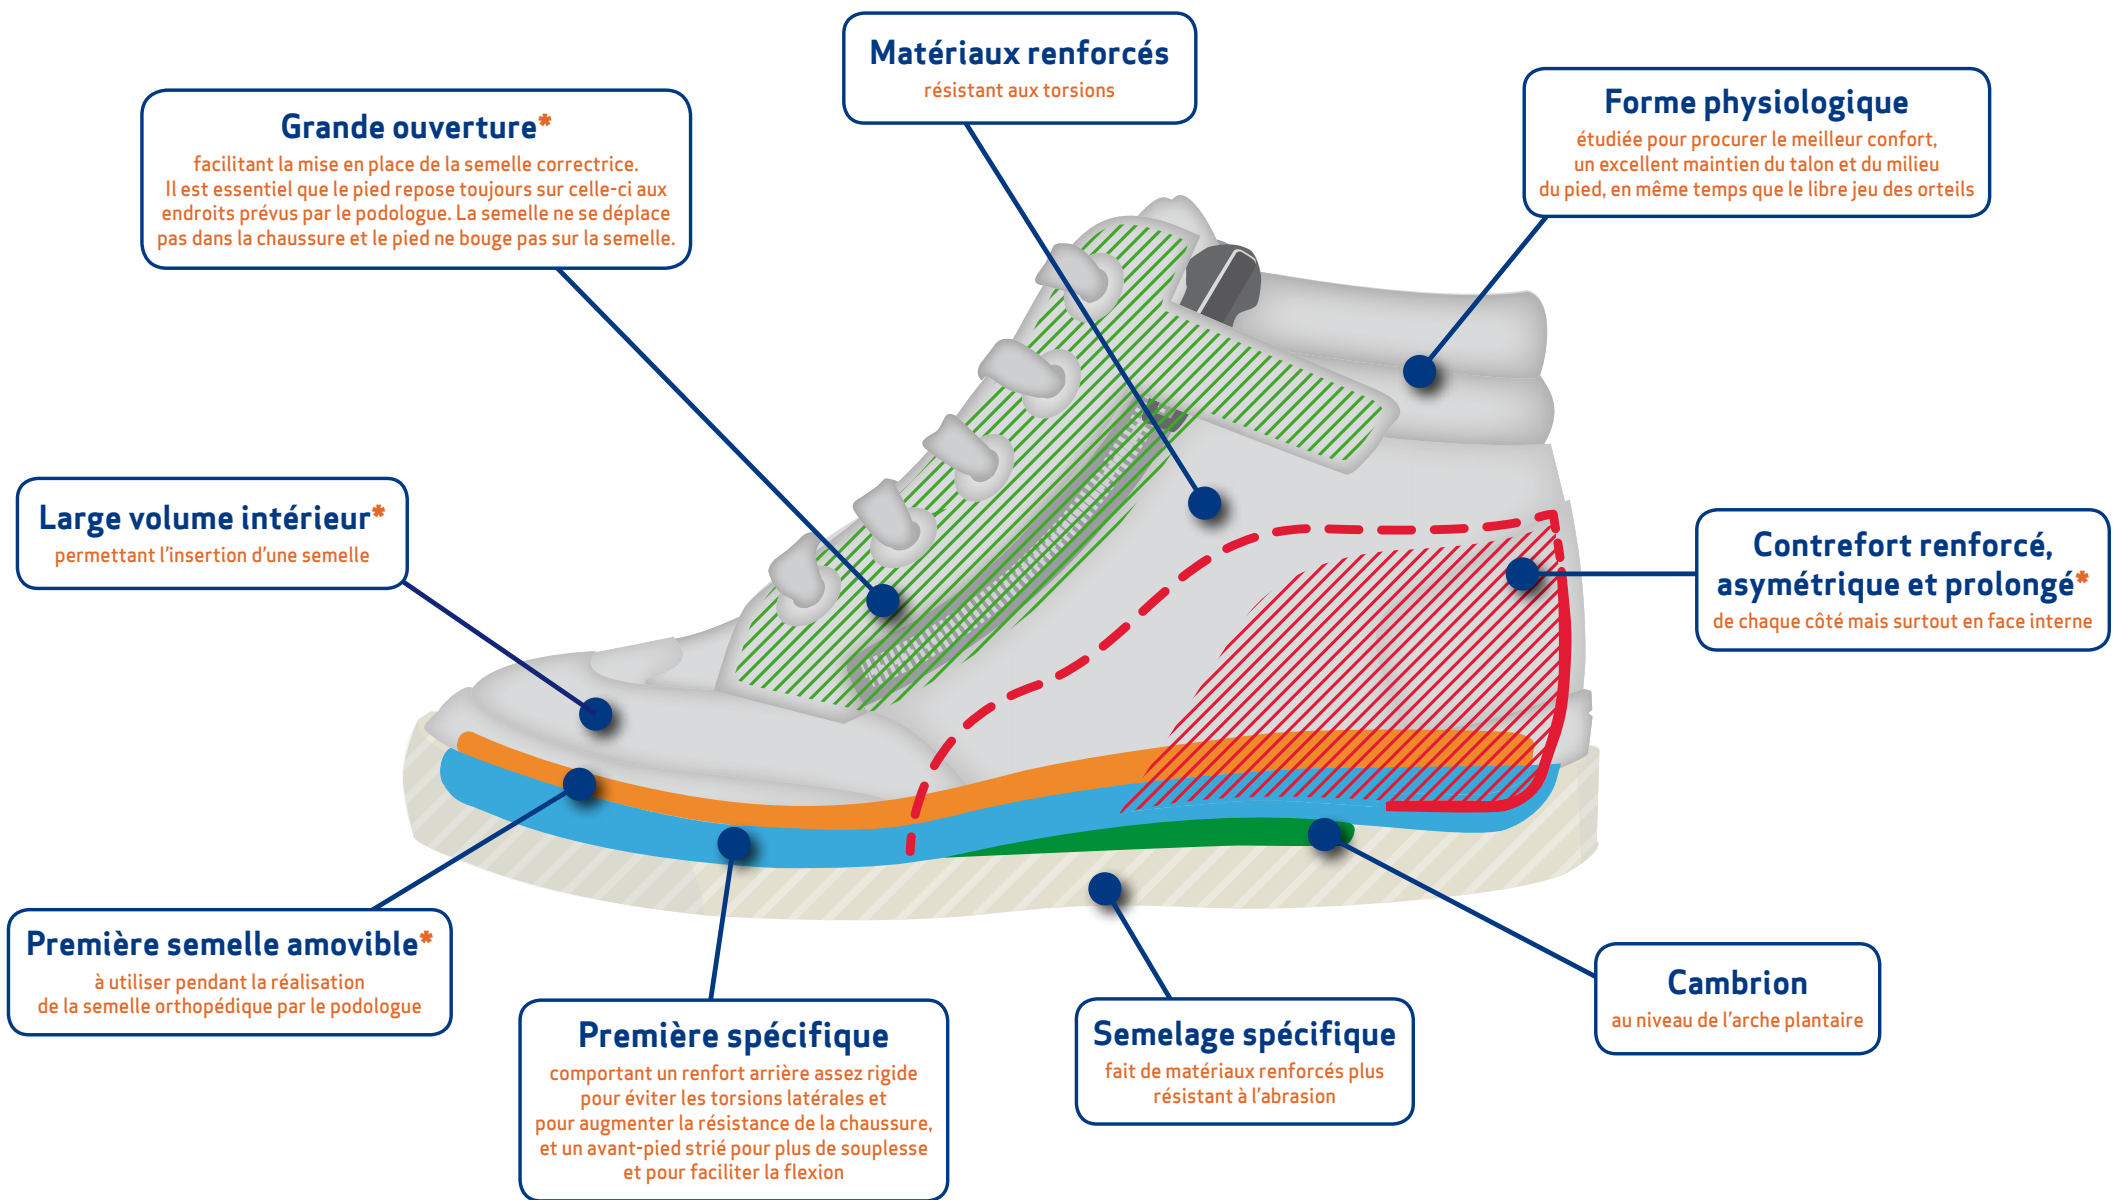 Matériaux renforcés
résistant aux torsions
Grande ouverture*
facilitant la mise en place de la semelle correctrice.
Il est essentiel que le pied repose toujours sur celle-ci aux
endroits prévus par le podologue. La semelle ne se déplace
pas dans la chaussure et le pied ne bouge pas sur la semelle.
Forme physiologique
étudiée pour procurer le meilleur confort,
un excellent maintien du talon et du milieu
du pied, en même temps que le libre jeu des orteils
Large volume intérieur*
permettant l'insertion d'une semelle
Contrefort renforcé,
asymétrique et prolongé*
de chaque côté mais surtout en face interne
Première semelle amovible*
à utiliser pendant la réalisation
de la semelle orthopédique par le podologue
Première spécifique
comportant un renfort arrière assez rigide
pour éviter les torsions latérales et
pour augmenter la résistance de la chaussure,
et un avant-pied strié pour plus de souplesse
et pour faciliter la flexion
Semelage spécifique
fait de matériaux renforcés plus
résistant à l'abrasion
Cambrion
au niveau de l'arche plantaire